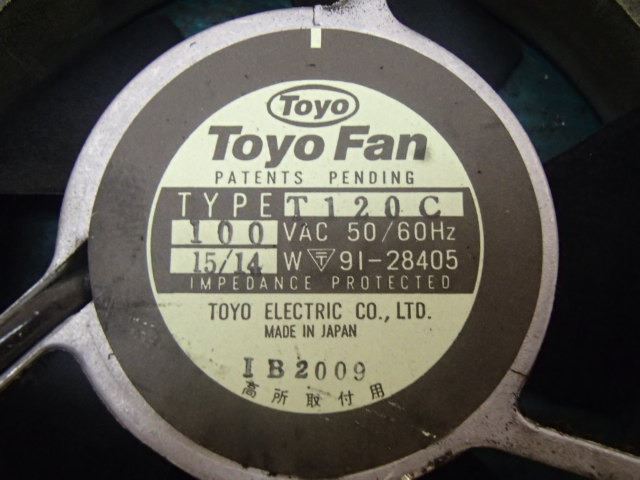 Toyo
Toyo Fan
PATENTS PENDING
TYPE T120C
100 VAC 50/60Hz
15/14 W 〒 91-28405
IMPEDANCE PROTECTED
TOYO ELECTRIC CO., LTD.
MADE IN JAPAN
IB2009
高所取付用